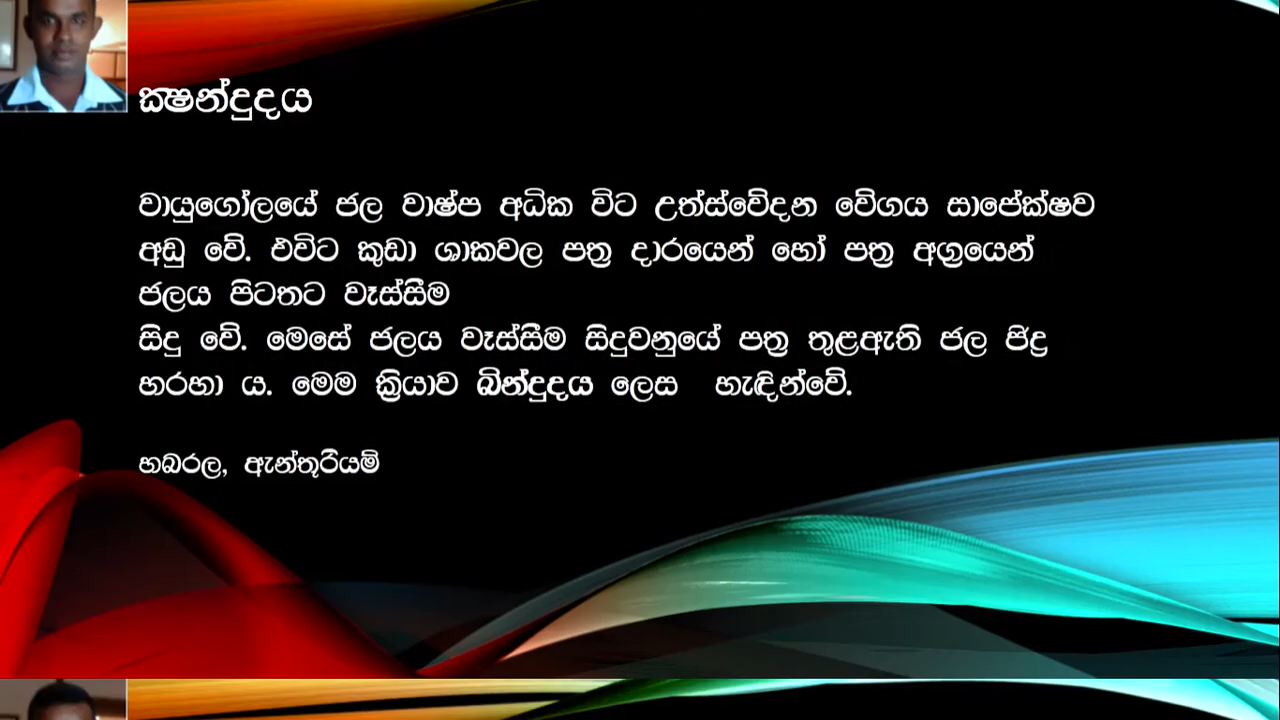 ක්‍ෂන්දුදය
වායුගෝලයේ ජල වාෂ්ප අධික විට උත්ස්වේදන වේගය සාපේක්ෂව
අඩු වේ. එවිට කුඩා ශාකවල පත්‍ර දාරයෙන් හෝ පත්‍ර අග්‍රයෙන්
ජලය පිටතට වෑස්සීම
සිදු වේ. මෙසේ ජලය වෑස්සීම සිදුවනුයේ පත්‍ර තුළඇති ජල ජිද්‍ර
හරහා ය. මෙම ක්‍රියාව බින්දුදය ලෙස හැඳින්වේ.
හබරල, ඇන්තූරියම්